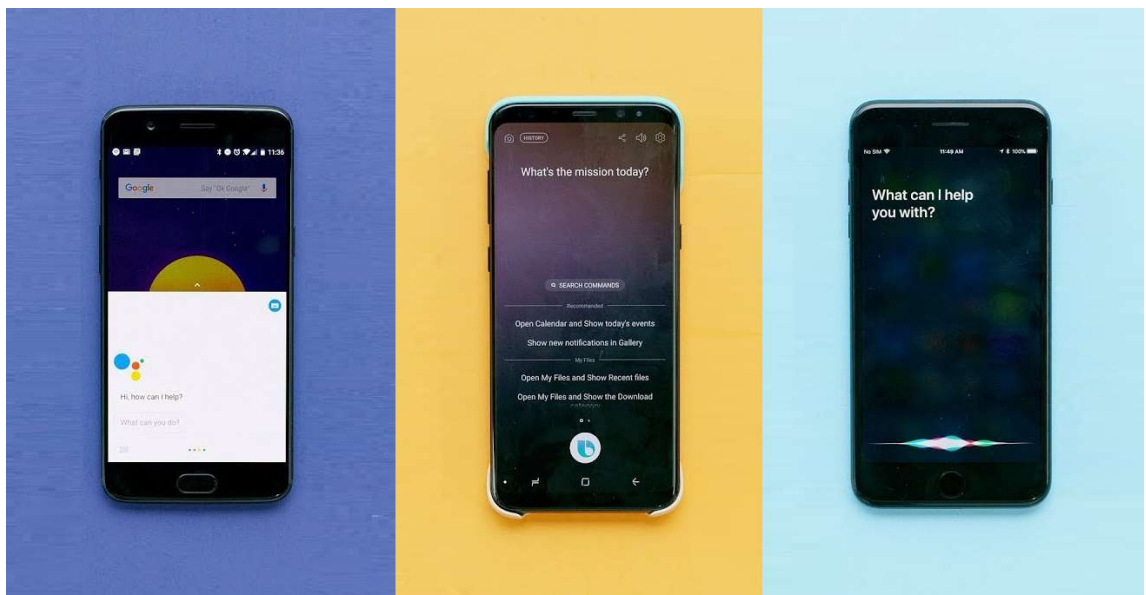 11:36
Google
Say "Ok Google"
Hi, how can I help?
What can you do?
HISTORY
What's the mission today?
SEARCH COMMANDS
Recommended
Open Calendar and Show today's events
Show new notifications in Gallery
My Files
Open My Files and Show Recent files
Open My Files and Show the Download
category
No SIM
11:49 AM
100%
What can I help
you with?